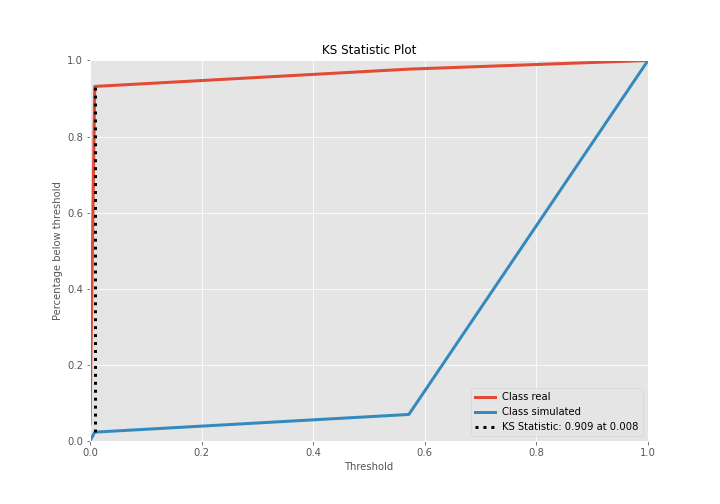 KS Statistic Plot
1.0
0.8
0.6
0.4
0.2
0.0
Percentage below threshold
0.0 0.2 0.4 0.6 0.8 1.0
Threshold
Class real
Class simulated
KS Statistic: 0.909 at 0.008